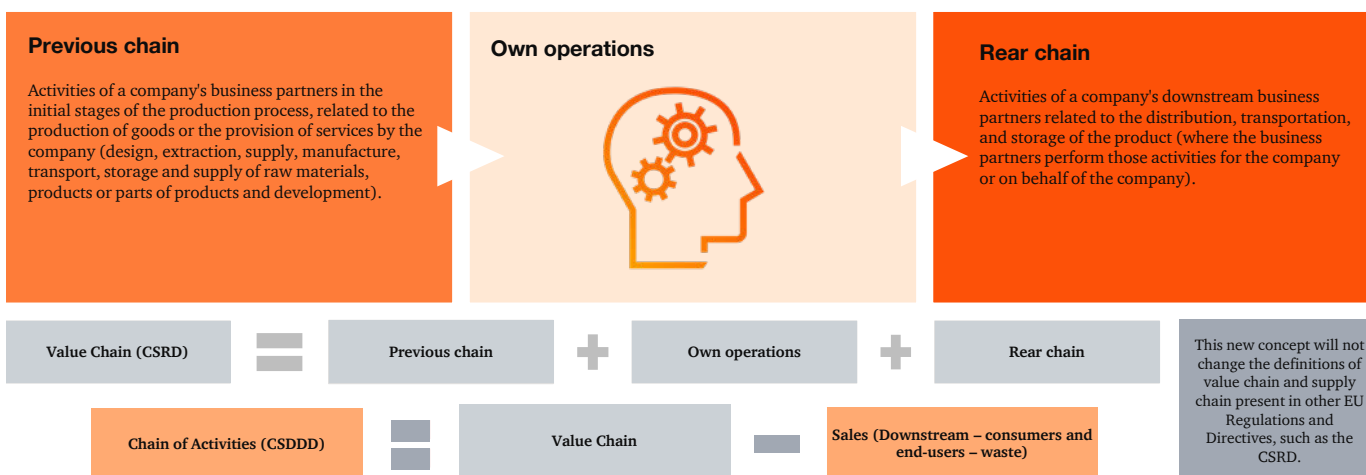 Previous chain
Activities of a company's business partners in the
initial stages of the production process, related to the
production of goods or the provision of services by the
company (design, extraction, supply, manufacture,
transport, storage and supply of raw materials,
products or parts of products and development).
Own operations
Rear chain
Activities of a company's downstream business
partners related to the distribution, transportation,
and storage of the product (where the business
partners perform those activities for the company
or on behalf of the company).
Value Chain (CSRD)
Previous chain
Own operations
Rear chain
This new concept will not
change the definitions of
value chain and supply
chain present in other EU
Regulations and
Directives, such as the
CSRD.
Chain of Activities (CSDDD)
Value Chain
Sales (Downstream – consumers and
end-users – waste)